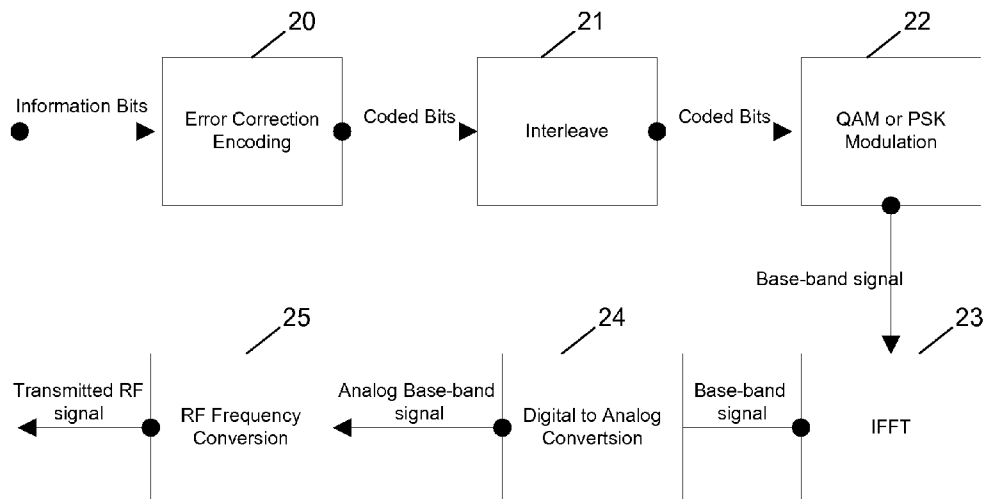 20
21
22
Information Bits
Error Correction
Encoding
Coded Bits
Interleave
Coded Bits
QAM or PSK
Modulation
Base-band signal
25
24
23
Transmitted RF
signal
RF Frequency
Conversion
Analog Base-band
signal
Digital to Analog
Convertsion
Base-band
signal
IFFT